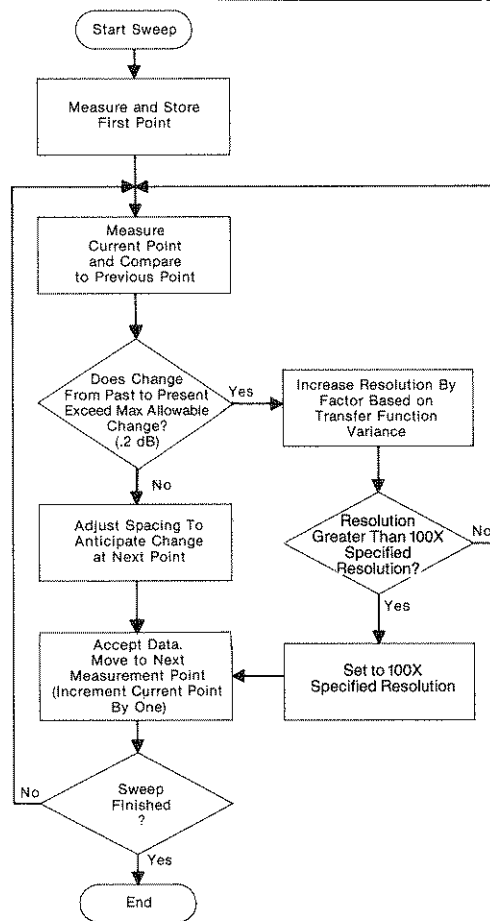 Start Sweep
Measure and Store
First Point
Measure
Current Point
and Compare
to Previous Point
Does Change
From Past to Present
Exceed Max Allowable
Change?
(.2 dB)
Yes
Increase Resolution By
Factor Based on
Transfer Function
Variance
No
Adjust Spacing To
Anticipate Change
at Next Point
Resolution
Greater Than 100X
Specified
Resolution?
No
Yes
Accept Data.
Move to Next
Measurement Point
(Increment Current Point
By One)
Set to 100X
Specified Resolution
No
Sweep
Finished
?
Yes
End